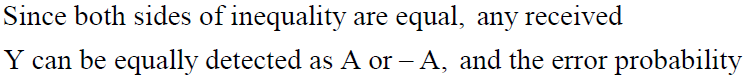 Since both sides of inequality are equal, any received
Y can be equally detected as A or – A, and the error probability